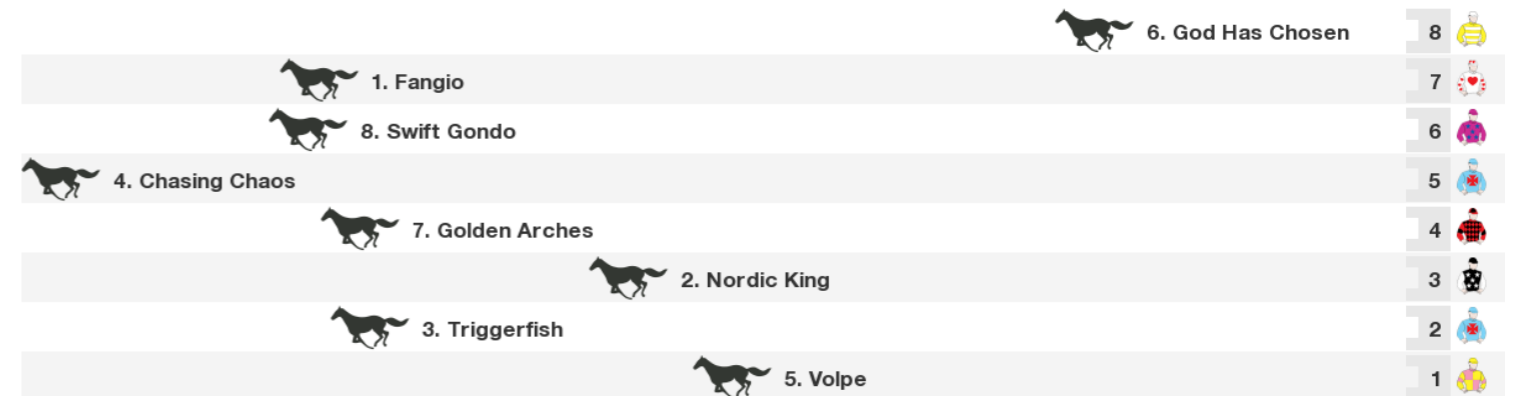 6. God Has Chosen 8
1. Fangio 7
8. Swift Gondo 6
4. Chasing Chaos 5
7. Golden Arches 4
2. Nordic King 3
3. Triggerfish 2
5. Volpe 1